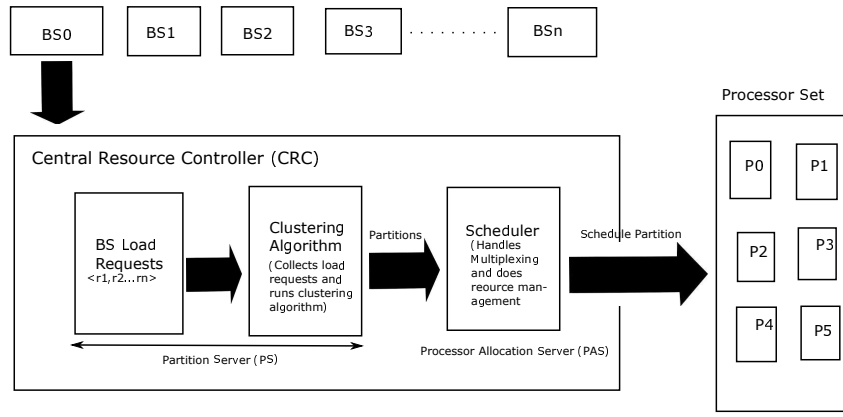 BS0
BS1
BS2
BS3
. . . . . . . . .
BSn
Processor Set
Central Resource Controller (CRC)
BS Load
Requests
<r1,r2...rn>
Clustering
Algorithm
(Collects load
requests and
runs clustering
algorithm)
Partitions
Scheduler
(Handles
Multiplexing
and does
reource man-
agement
Schedule Partition
P0
P1
P2
P3
P4
P5
Partition Server (PS)
Processor Allocation Server (PAS)